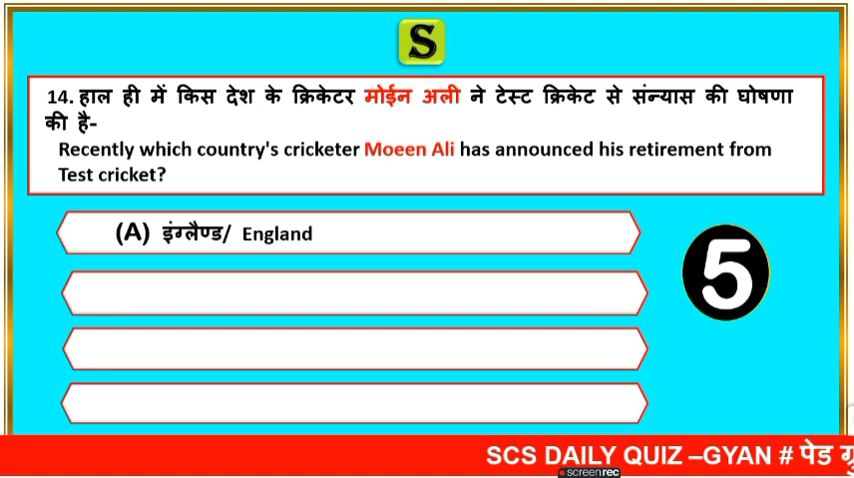 S
14. हाल ही में किस देश के क्रिकेटर मोईन अली ने टेस्ट क्रिकेट से संन्यास की घोषणा
की है-
Recently which country's cricketer Moeen Ali has announced his retirement from
Test cricket?
(A) इंग्लैण्ड/ England
5
SCS DAILY QUIZ –GYAN # पेड
screenrec